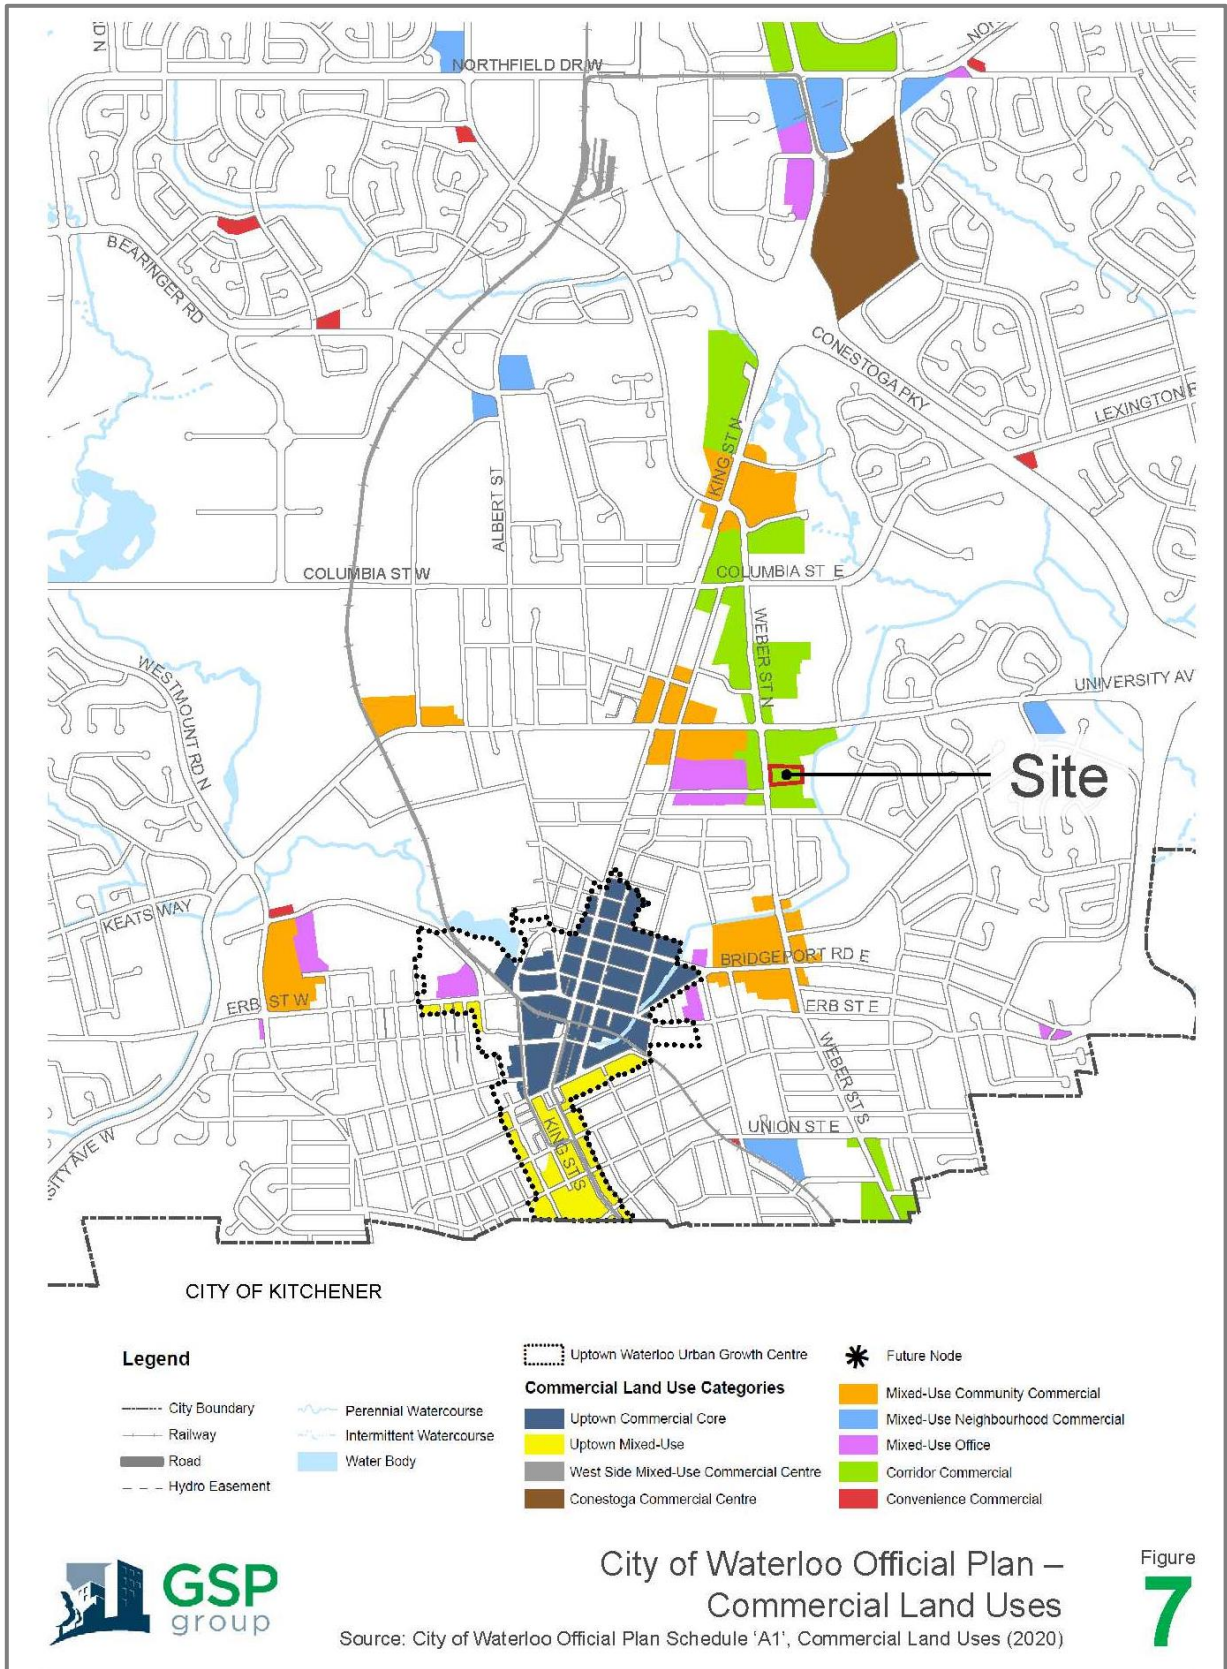 RD N
NORTHFIELD DR W
NO
BEARINGER RD
CONESTOGA PKY
LEXINGTON R
KING ST N
ALBERT ST
COLUMBIA ST W
COLUMBIA ST E
WEBER ST N
WESTMOUNT RD N
UNIVERSITY AV
Site
KEATS WAY
BRIDGEPORT RD E
ERB ST W
ERB ST E
WEBER ST S
UNION ST E
KING ST S
SITY AVE W
CITY OF KITCHENER
Legend
City Boundary
Railway
Road
Hydro Easement
Perennial Watercourse
Intermittent Watercourse
Water Body
Uptown Waterloo Urban Growth Centre
Commercial Land Use Categories
Uptown Commercial Core
Uptown Mixed-Use
West Side Mixed-Use Commercial Centre
Conestoga Commercial Centre
Future Node
Mixed-Use Community Commercial
Mixed-Use Neighbourhood Commercial
Mixed-Use Office
Corridor Commercial
Convenience Commercial
GSP
group
City of Waterloo Official Plan –
Commercial Land Uses
Source: City of Waterloo Official Plan Schedule ‘A1’, Commercial Land Uses (2020)
Figure
7